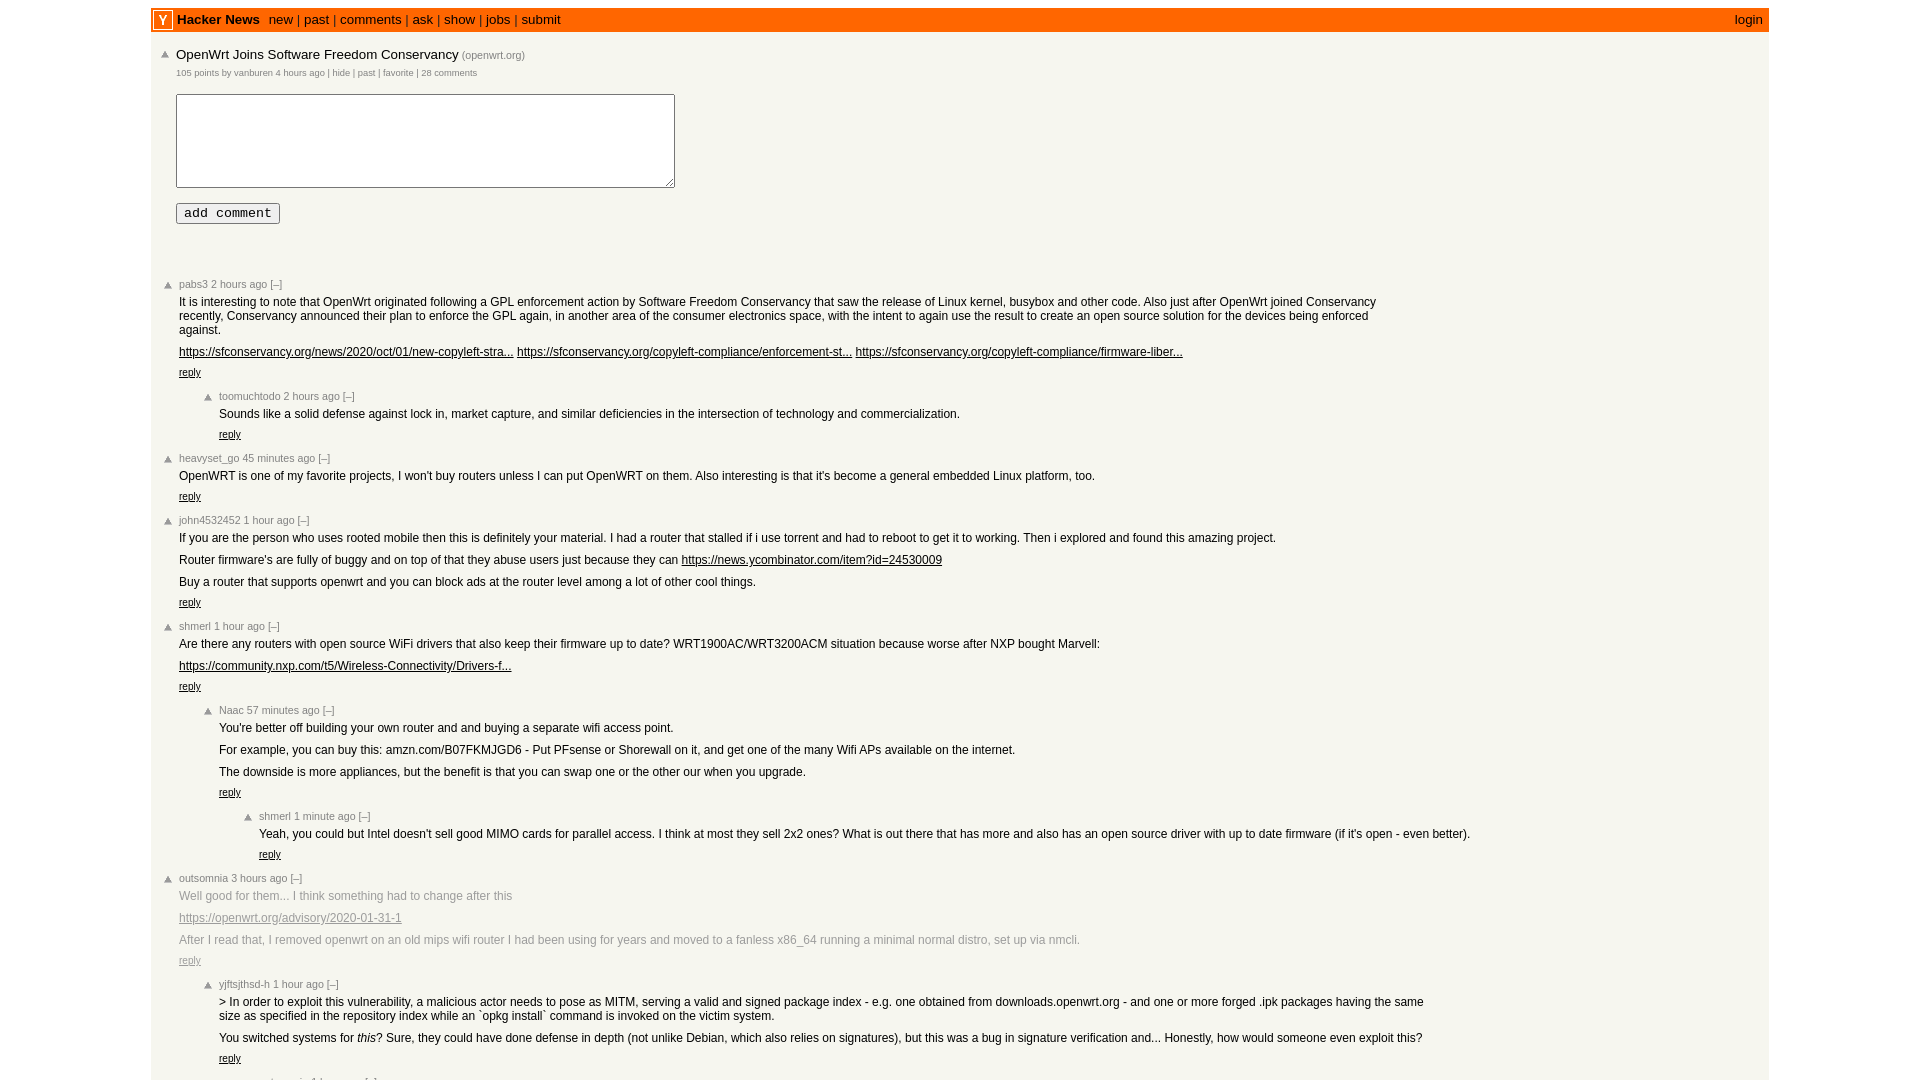 Y Hacker News new | past | comments | ask | show | jobs | submit login
OpenWrt Joins Software Freedom Conservancy (openwrt.org)
105 points by vanburen 4 hours ago | hide | past | favorite | 28 comments
add comment
pabs3 2 hours ago [–]
It is interesting to note that OpenWrt originated following a GPL enforcement action by Software Freedom Conservancy that saw the release of Linux kernel, busybox and other code. Also just after OpenWrt joined Conservancy
recently, Conservancy announced their plan to enforce the GPL again, in another area of the consumer electronics space, with the intent to again use the result to create an open source solution for the devices being enforced
against.
https://sfconservancy.org/news/2020/oct/01/new-copyleft-stra... https://sfconservancy.org/copyleft-compliance/enforcement-st... https://sfconservancy.org/copyleft-compliance/firmware-liber...
reply
toomuchtodo 2 hours ago [–]
Sounds like a solid defense against lock in, market capture, and similar deficiencies in the intersection of technology and commercialization.
reply
heavyset_go 45 minutes ago [–]
OpenWRT is one of my favorite projects, I won't buy routers unless I can put OpenWRT on them. Also interesting is that it's become a general embedded Linux platform, too.
reply
john4532452 1 hour ago [–]
If you are the person who uses rooted mobile then this is definitely your material. I had a router that stalled if i use torrent and had to reboot to get it to working. Then i explored and found this amazing project.
Router firmware's are fully of buggy and on top of that they abuse users just because they can https://news.ycombinator.com/item?id=24530009
Buy a router that supports openwrt and you can block ads at the router level among a lot of other cool things.
reply
shmerl 1 hour ago [–]
Are there any routers with open source WiFi drivers that also keep their firmware up to date? WRT1900AC/WRT3200ACM situation because worse after NXP bought Marvell:
https://community.nxp.com/t5/Wireless-Connectivity/Drivers-f...
reply
Naac 57 minutes ago [–]
You're better off building your own router and and buying a separate wifi access point.
For example, you can buy this: amzn.com/B07FKMJGD6 - Put PFsense or Shorewall on it, and get one of the many Wifi APs available on the internet.
The downside is more appliances, but the benefit is that you can swap one or the other our when you upgrade.
reply
shmerl 1 minute ago [–]
Yeah, you could but Intel doesn't sell good MIMO cards for parallel access. I think at most they sell 2x2 ones? What is out there that has more and also has an open source driver with up to date firmware (if it's open - even better).
reply
outsomnia 3 hours ago [–]
Well good for them... I think something had to change after this
https://openwrt.org/advisory/2020-01-31-1
After I read that, I removed openwrt on an old mips wifi router I had been using for years and moved to a fanless x86_64 running a minimal normal distro, set up via nmcli.
reply
yjftsjthsd-h 1 hour ago [–]
> In order to exploit this vulnerability, a malicious actor needs to pose as MITM, serving a valid and signed package index - e.g. one obtained from downloads.openwrt.org - and one or more forged .ipk packages having the same
size as specified in the repository index while an `opkg install` command is invoked on the victim system.
You switched systems for this? Sure, they could have done defense in depth (not unlike Debian, which also relies on signatures), but this was a bug in signature verification and... Honestly, how would someone even exploit this?
reply